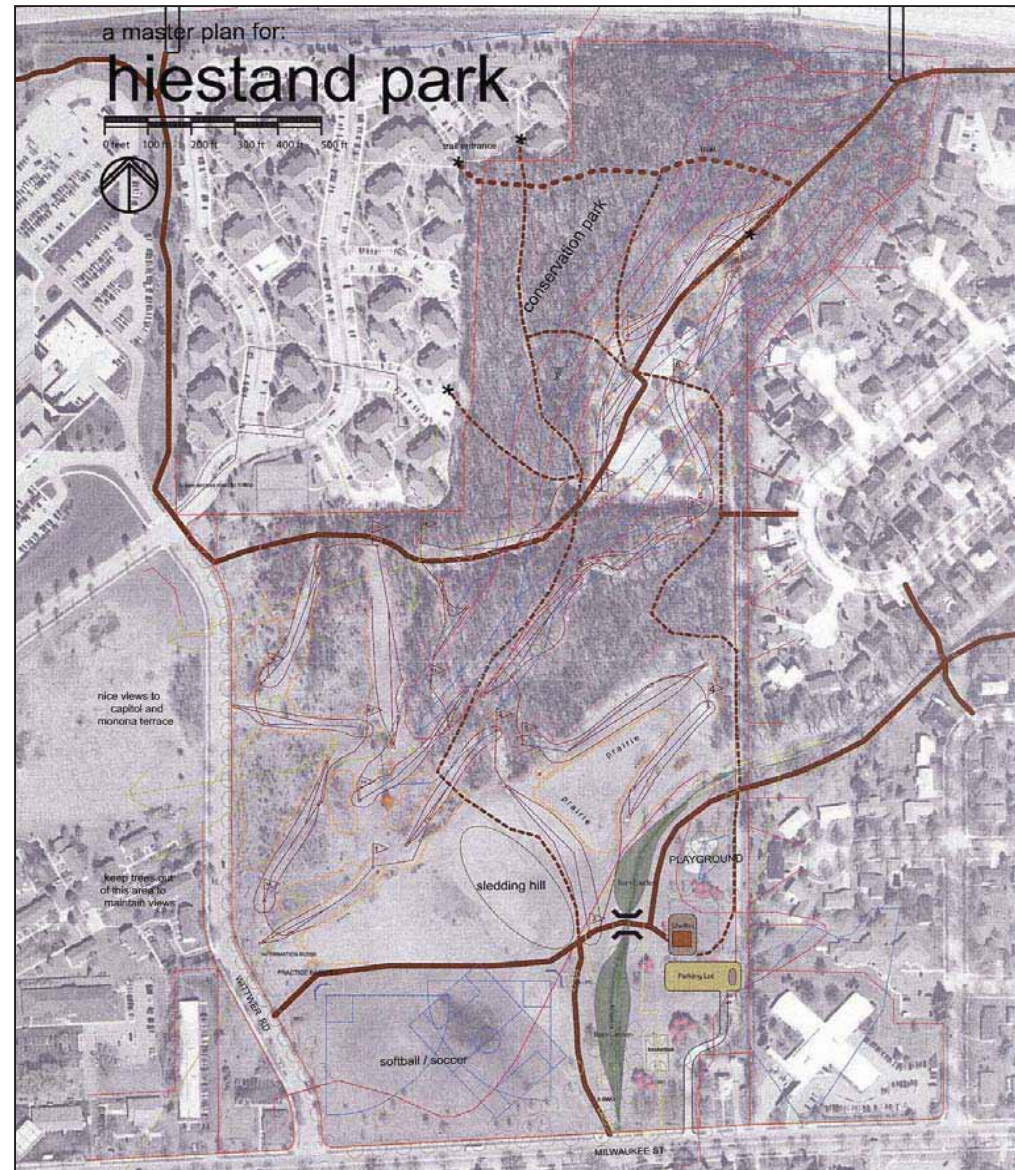 a master plan for:
hiestand park
0 feet 100 ft 200 ft 300 ft 400 ft 500 ft
trail entrance
trail
conservation park
nice views to
capitol and
monona terrace
prairie
prairie
keep trees out
of this area to
maintain views
sledding hill
PLAYGROUND
Shelter
Parking Lot
WITTWER RD
softball / soccer
basketball
MILWAUKEE ST